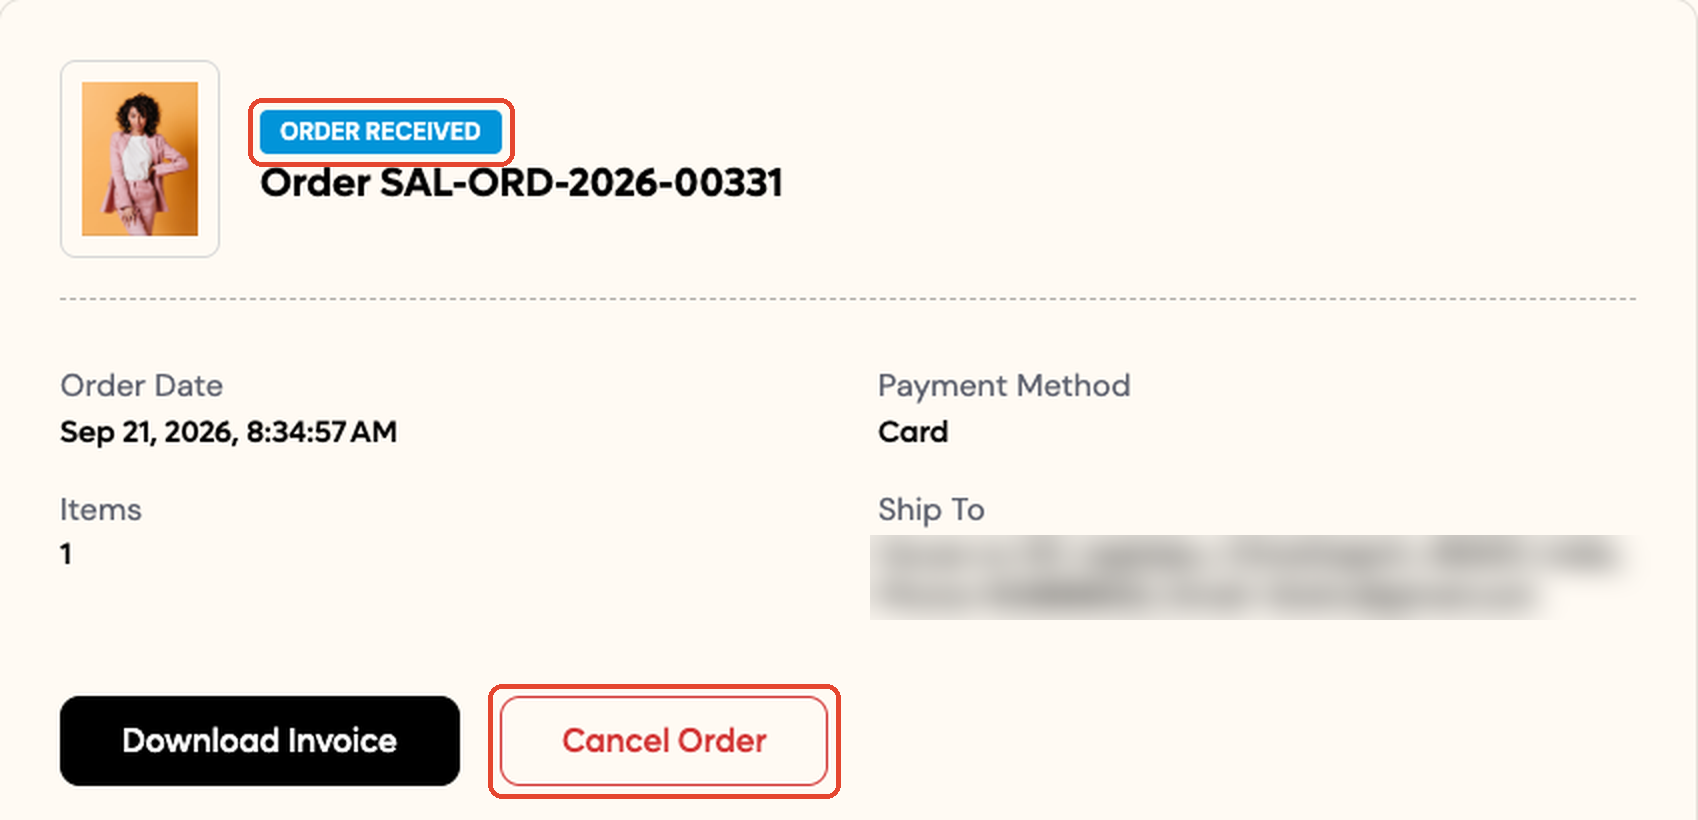 ORDER RECEIVED
Order SAL-ORD-2026-00331
Order Date
Sep 21, 2026, 8:34:57 AM
Payment Method
Card
Items
1
Ship To
Download Invoice
Cancel Order